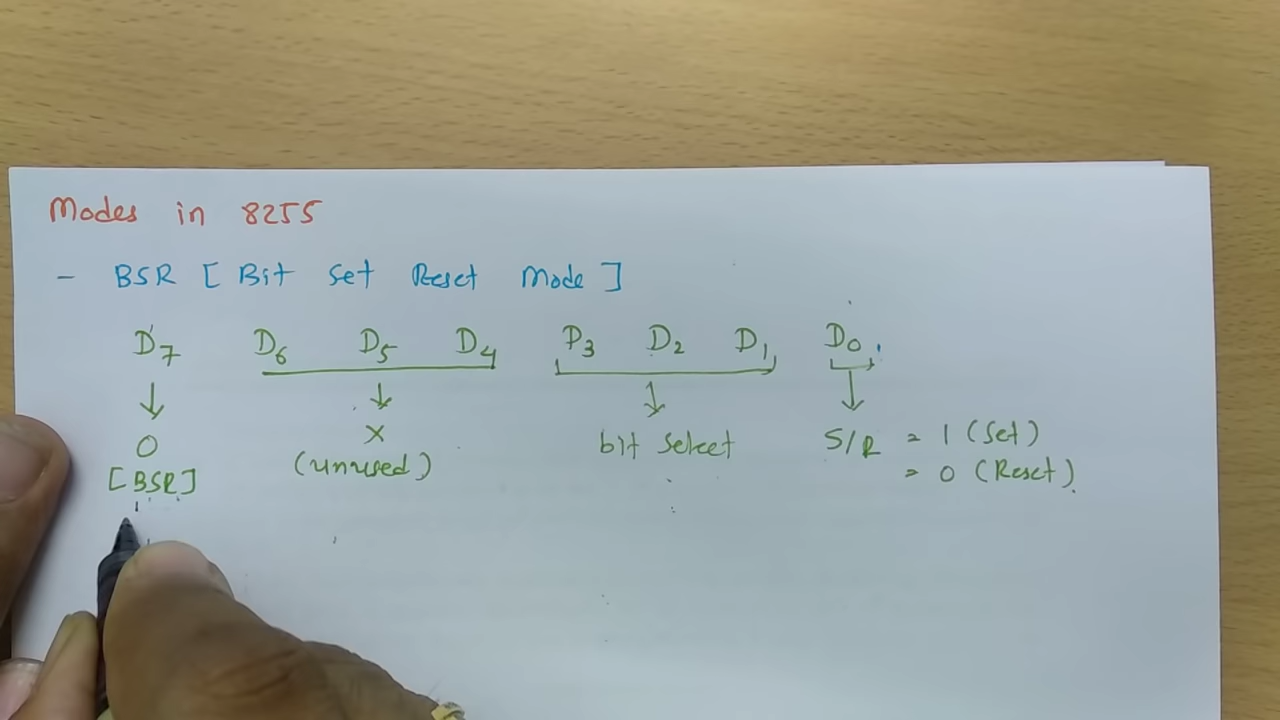 Modes in 8255
- BSR [Bit Set Reset Mode]
D7 D6 D5 D4 D3 D2 D1 D0
↓ ↓ ↓ ↓
0 X bit select S/R = 1 (Set)
[BSR] (unused) = 0 (Reset)